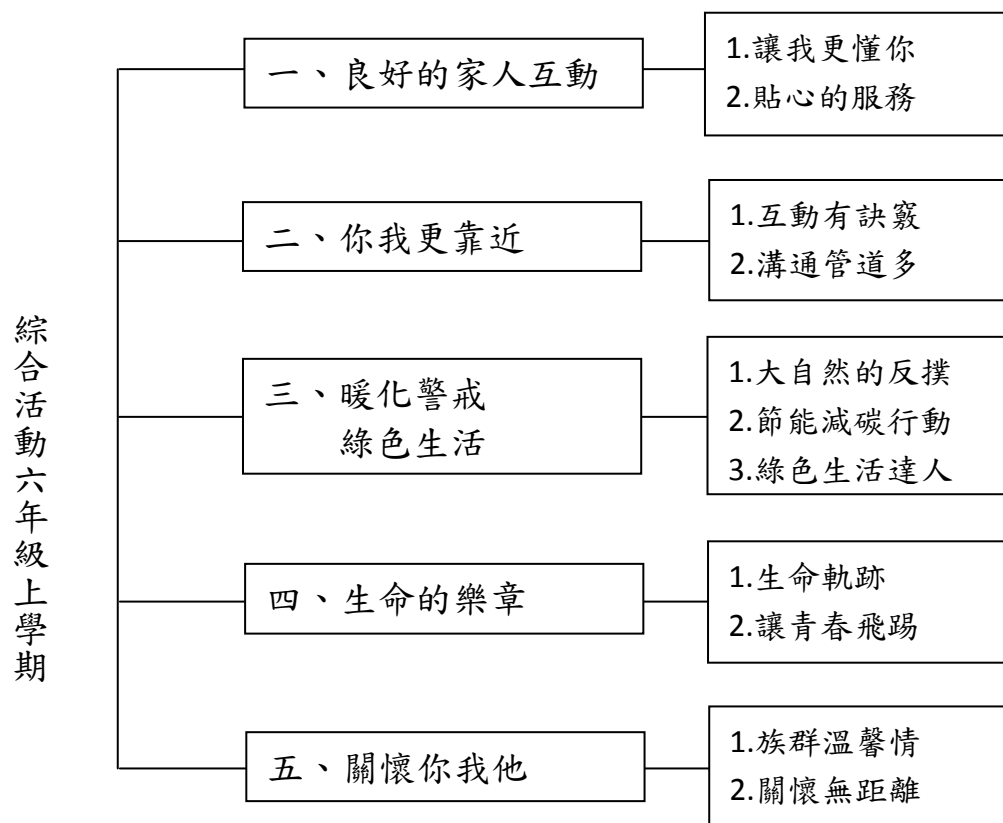 綜合活動六年級上學期
一、良好的家人互動
1.讓我更懂你
2.貼心的服務
二、你我更靠近
1.互動有訣竅
2.溝通管道多
三、暖化警戒
綠色生活
1.大自然的反撲
2.節能減碳行動
3.綠色生活達人
四、生命的樂章
1.生命軌跡
2.讓青春飛踢
五、關懷你我他
1.族群溫馨情
2.關懷無距離